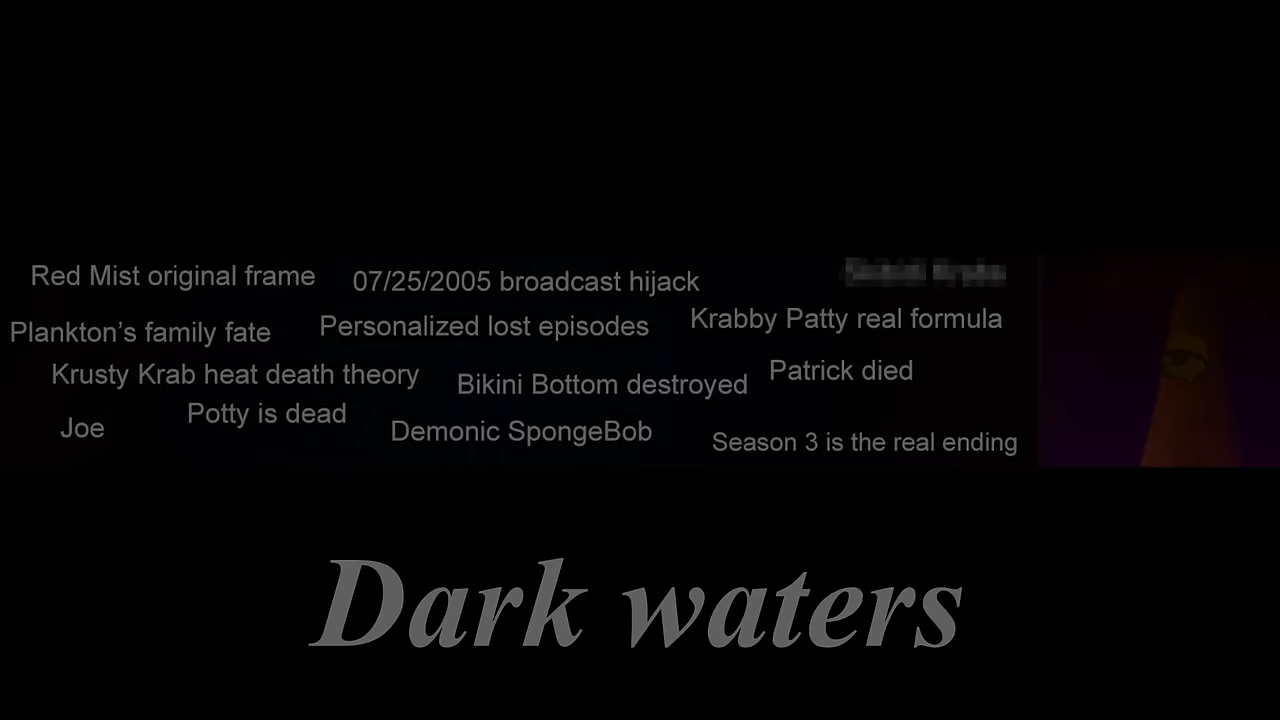 Red Mist original frame
07/25/2005 broadcast hijack
Plankton’s family fate
Personalized lost episodes
Krabby Patty real formula
Krusty Krab heat death theory
Bikini Bottom destroyed
Patrick died
Joe
Potty is dead
Demonic SpongeBob
Season 3 is the real ending
Dark waters